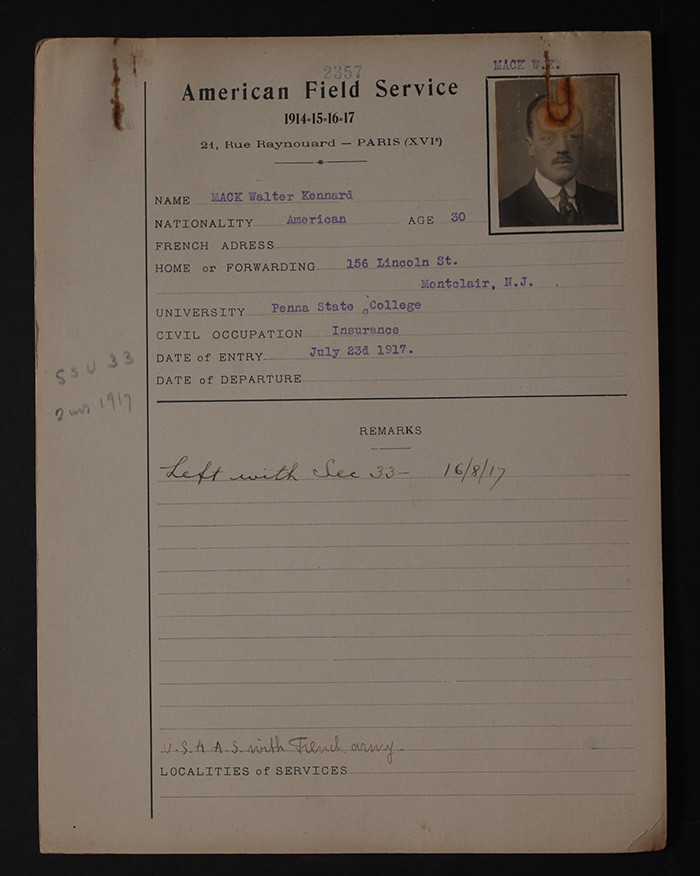 2357
MACK W.K.
American Field Service
1914-15-16-17
21, Rue Raynouard — PARIS (XVIe)
NAME MACK Walter Kennard
NATIONALITY American AGE 30
FRENCH ADRESS
HOME or FORWARDING 156 Lincoln St.
Montclair, N.J.
UNIVERSITY Penna State College
CIVIL OCCUPATION Insurance
DATE of ENTRY July 23d 1917.
DATE of DEPARTURE
SSU 33
1917
REMARKS
Left with Sec 33- 16/8/17
U.S.A.A.S. with French army
LOCALITIES of SERVICES